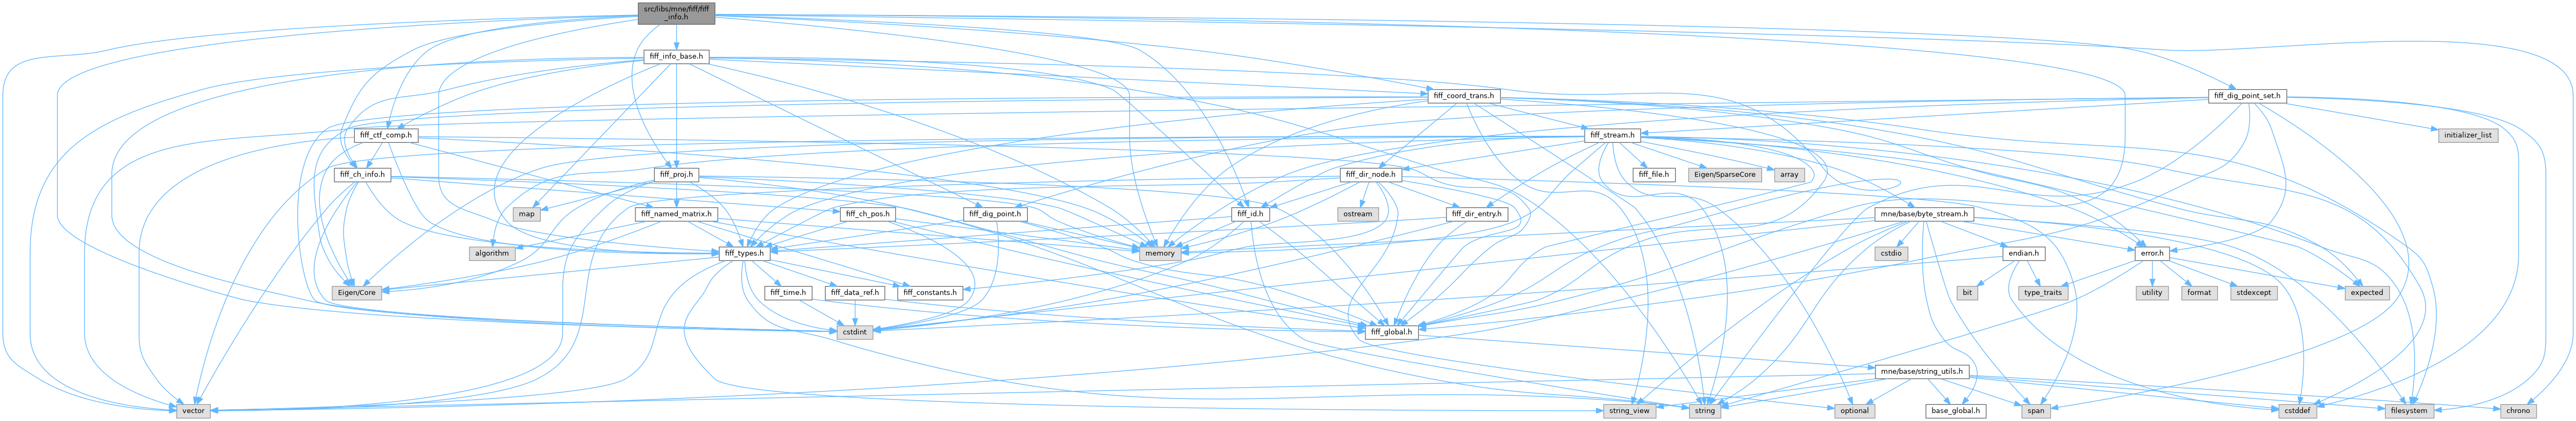 src/libs/mne/fiff/fiff
_info.h
fiff_info_base.h
fiff_coord_trans.h
fiff_dig_point_set.h
fiff_ctf_comp.h
fiff_stream.h
initializer_list
fiff_ch_info.h
fiff_proj.h
fiff_dir_node.h
fiff_file.h
Eigen/SparseCore
array
map
fiff_named_matrix.h
fiff_ch_pos.h
fiff_dig_point.h
fiff_id.h
ostream
fiff_dir_entry.h
mne/base/byte_stream.h
algorithm
fiff_types.h
memory
cstdio
endian.h
error.h
Eigen/Core
fiff_time.h
fiff_data_ref.h
fiff_constants.h
bit
type_traits
utility
format
stdexcept
expected
cstdint
fiff_global.h
mne/base/string_utils.h
vector
string_view
string
optional
base_global.h
span
cstddef
filesystem
chrono